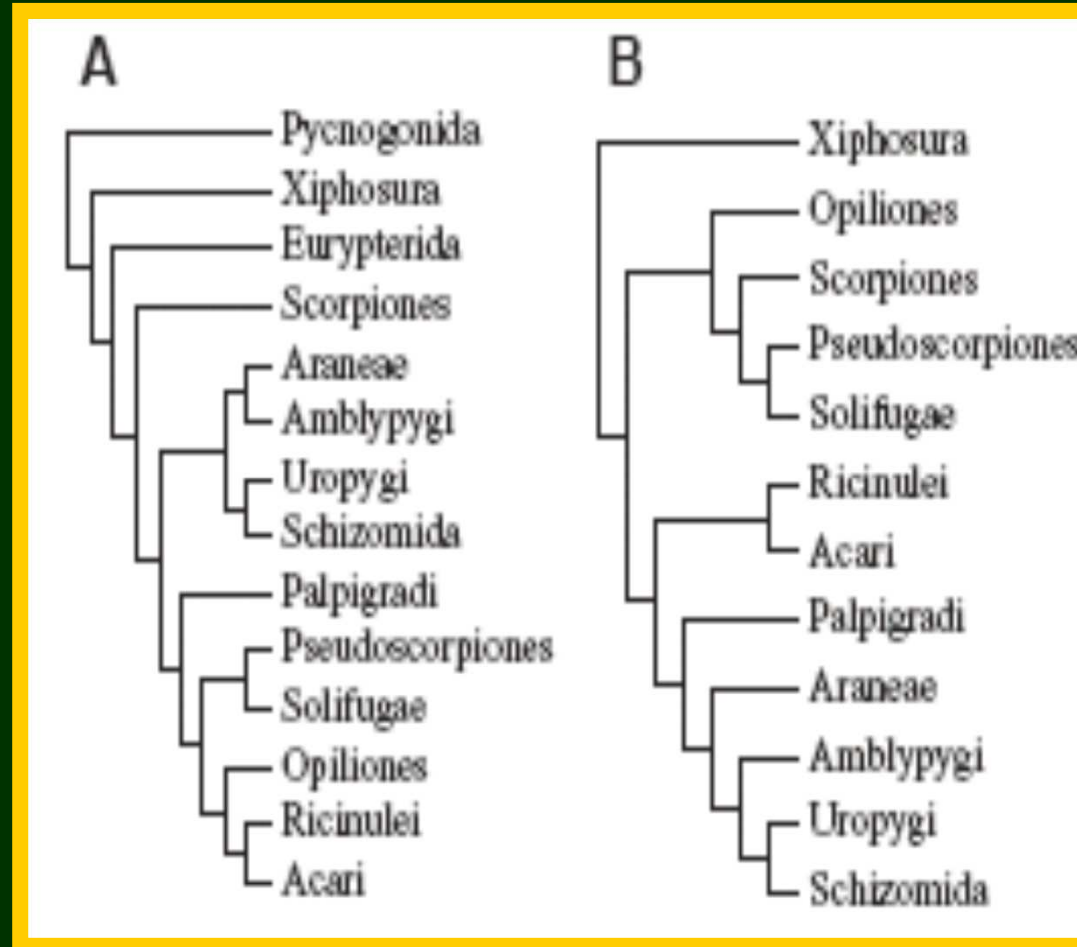 A
Pycnogonida
Xiphosura
Eurypterida
Scorpiones
Araneae
Amblypygi
Uropygi
Schizomida
Palpigradi
Pseudoscorpiones
Solifugae
Opiliones
Ricinulei
Acari
B
Xiphosura
Opiliones
Scorpiones
Pseudoscorpiones
Solifugae
Ricinulei
Acari
Palpigradi
Araneae
Amblypygi
Uropygi
Schizomida